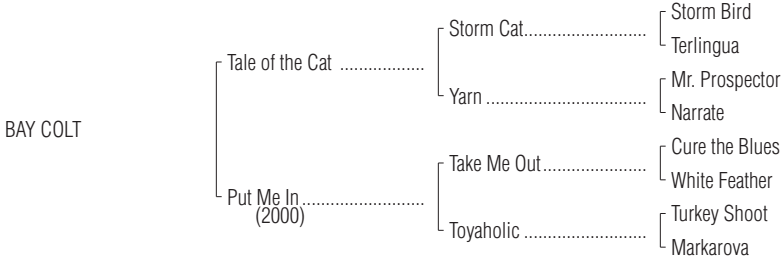 Storm Bird
Storm Cat..........................
Terlingua
Tale of the Cat ..................
Mr. Prospector
Yarn ..................................
Narrate
BAY COLT
Cure the Blues
Take Me Out......................
White Feather
Put Me In..........................
(2000)
Turkey Shoot
Toyaholic ..........................
Markarova